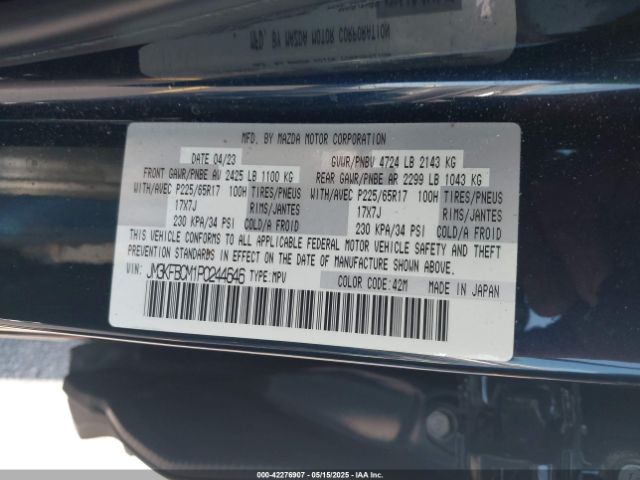 MAZDA MOTOR CORPORATION
MFG. BY MAZDA MOTOR CORPORATION
DATE 04/23 GVWR/PNBV 4724 LB 2143 KG
FRONT GAWR/PNBE AV 2425 LB 1100 KG REAR GAWR/PNBE AR 2299 LB 1043 KG
WITH/AVEC P225/65R17 100H TIRES/PNEUS WITH/AVEC P225/65R17 100H TIRES/PNEUS
17X7J RIMS/JANTES 17X7J RIMS/JANTES
230 KPA/34 PSI COLD/A FROID 230 KPA/34 PSI COLD/A FROID
THIS VEHICLE CONFORMS TO ALL APPLICABLE FEDERAL MOTOR VEHICLE SAFETY AND THEFT
PREVENTION STANDARDS IN EFFECT ON THE DATE OF MANUFACTURE SHOWN ABOVE.
VIN: JM3KFBCM1P0244646 TYPE: MPV
COLOR CODE: 42M MADE IN JAPAN
000-42276907 - 05/15/2025 - Copyright IAA, Inc.